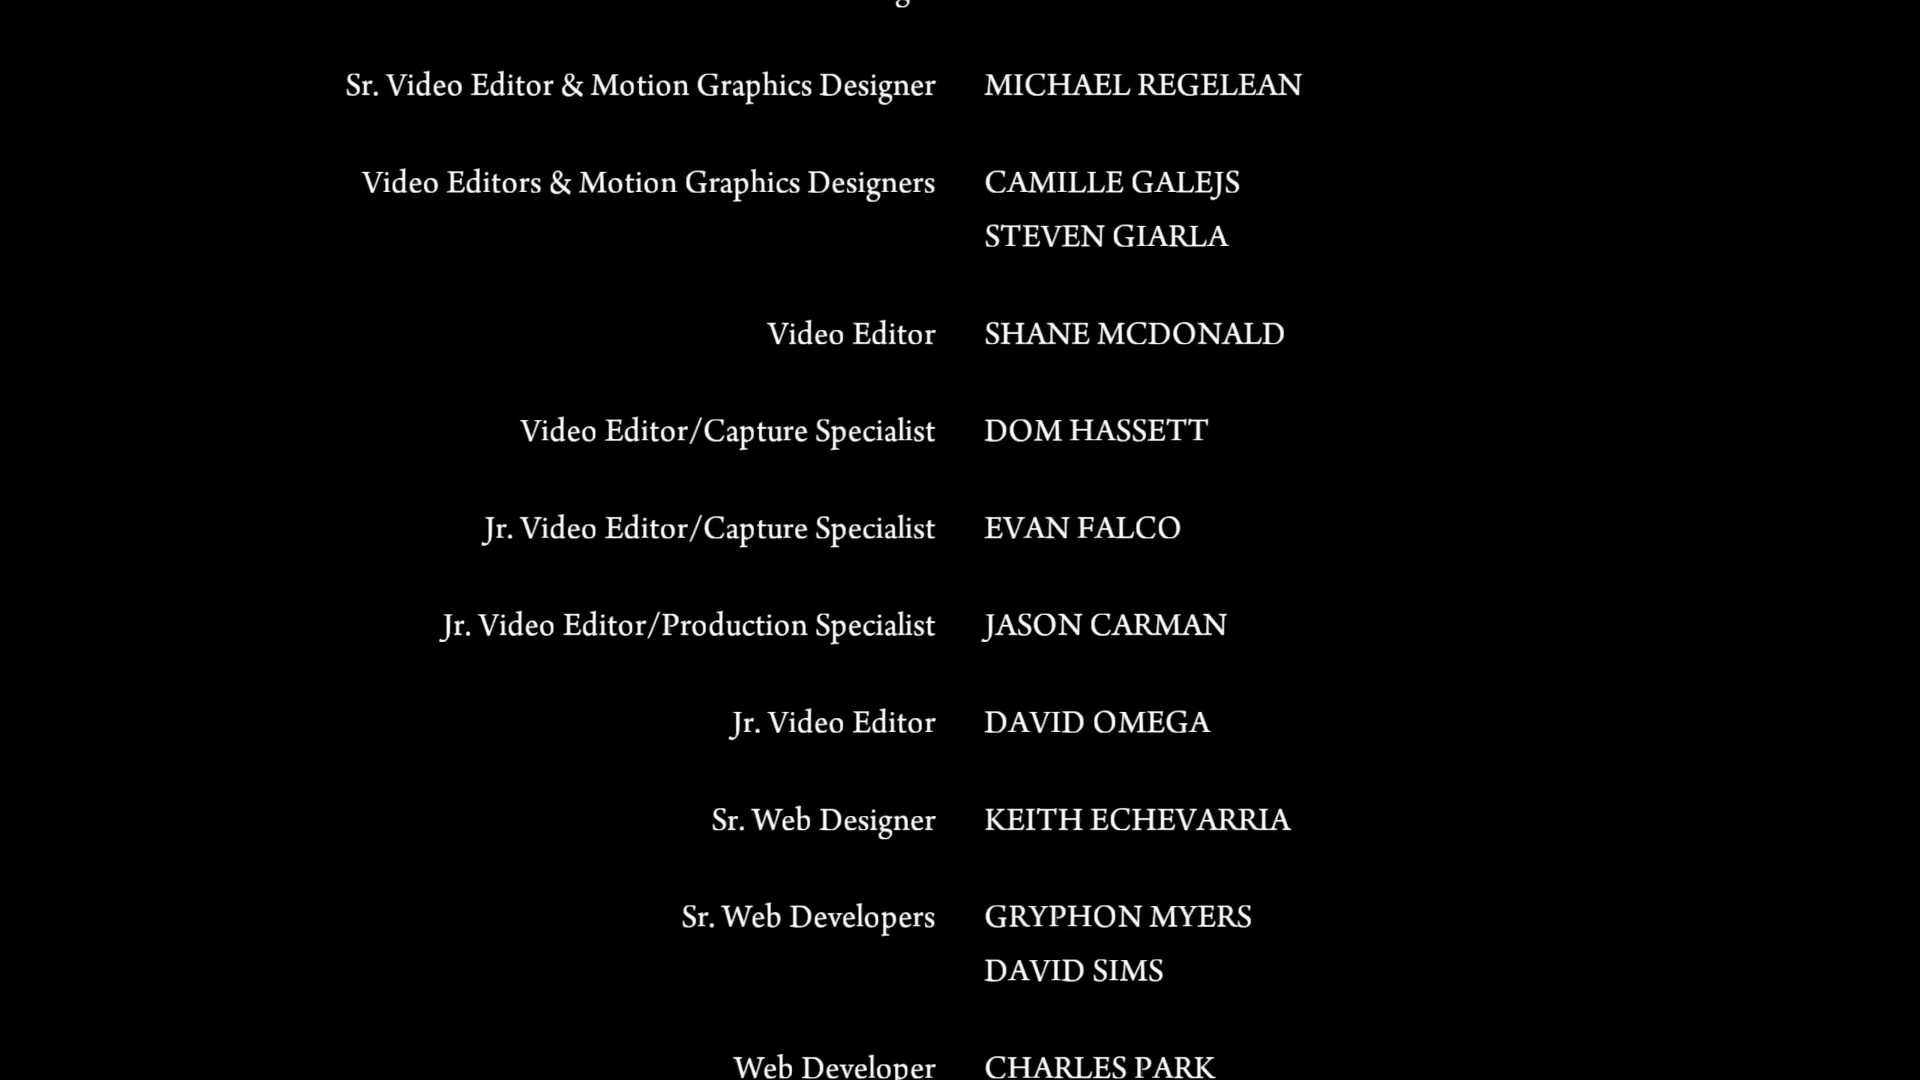 Sr. Video Editor & Motion Graphics Designer MICHAEL REGELEAN
Video Editors & Motion Graphics Designers CAMILLE GALEJS
STEVEN GIARLA
Video Editor SHANE MCDONALD
Video Editor/Capture Specialist DOM HASSETT
Jr. Video Editor/Capture Specialist EVAN FALCO
Jr. Video Editor/Production Specialist JASON CARMAN
Jr. Video Editor DAVID OMEGA
Sr. Web Designer KEITH ECHEVARRIA
Sr. Web Developers GRYPHON MYERS
DAVID SIMS
Web Developer CHARLES PARK